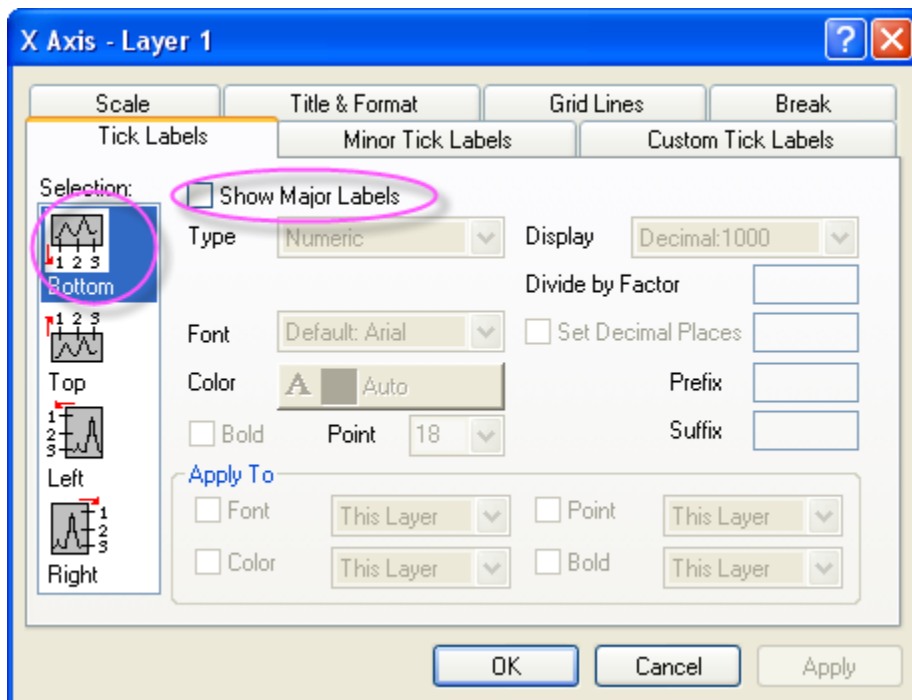 X Axis - Layer 1
Scale Title & Format Grid Lines Break
Tick Labels Minor Tick Labels Custom Tick Labels
Selection:
1 2 3
Bottom
1 2 3
Top
1
2
3
Left
1
2
3
Right
Show Major Labels
Type Numeric Display Decimal:1000
Divide by Factor
Font Default: Arial Set Decimal Places
Color A Auto Prefix
Bold Point 18 Suffix
Apply To
Font This Layer Point This Layer
Color This Layer Bold This Layer
OK Cancel Apply